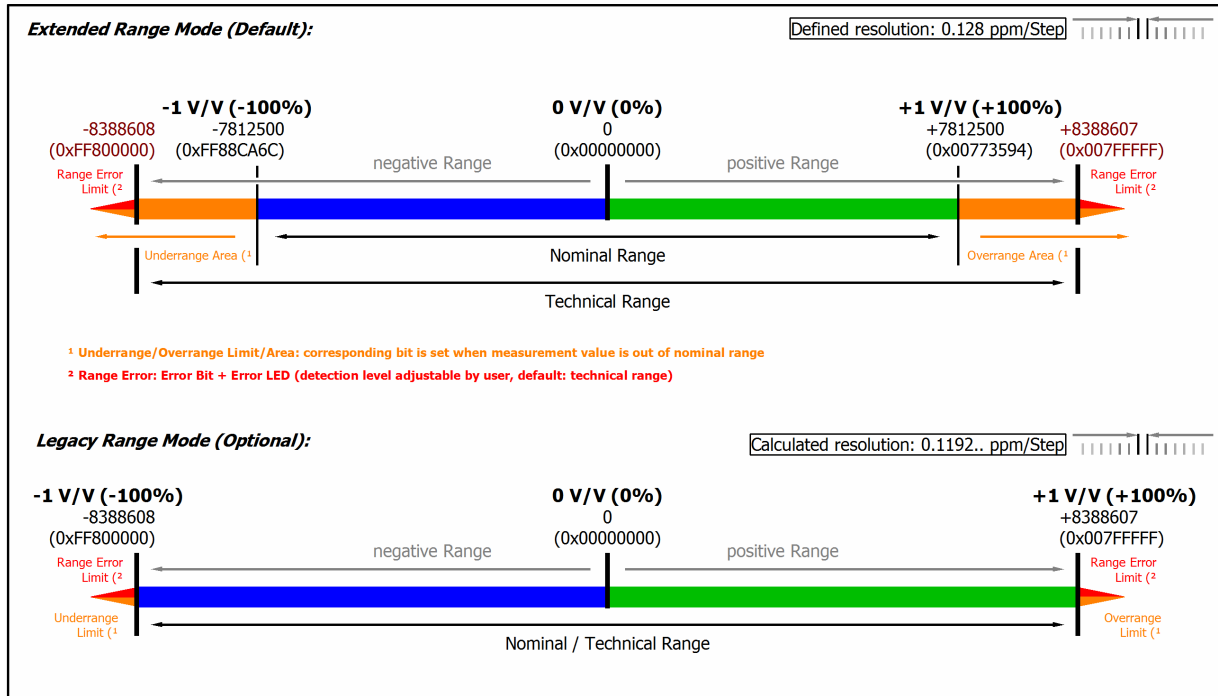 Extended Range Mode (Default):
Defined resolution: 0.128 ppm/Step
-1 V/V (-100%)
0 V/V (0%)
+1 V/V (+100%)
-8388608
-7812500
0
+7812500
+8388607
(0xFF800000)
(0xFF88CA6C)
(0x00000000)
(0x00773594)
(0x007FFFFF)
negative Range
positive Range
Range Error
Limit (²
Range Error
Limit (²
Underrange Area (¹
Nominal Range
Overrange Area (¹
Technical Range
¹ Underrange/Overrange Limit/Area: corresponding bit is set when measurement value is out of nominal range
² Range Error: Error Bit + Error LED (detection level adjustable by user, default: technical range)
Legacy Range Mode (Optional):
Calculated resolution: 0.1192.. ppm/Step
-1 V/V (-100%)
0 V/V (0%)
+1 V/V (+100%)
-8388608
0
+8388607
(0xFF800000)
(0x00000000)
(0x007FFFFF)
negative Range
positive Range
Range Error
Limit (²
Range Error
Limit (²
Underrange
Limit (¹
Overrange
Limit (¹
Nominal / Technical Range